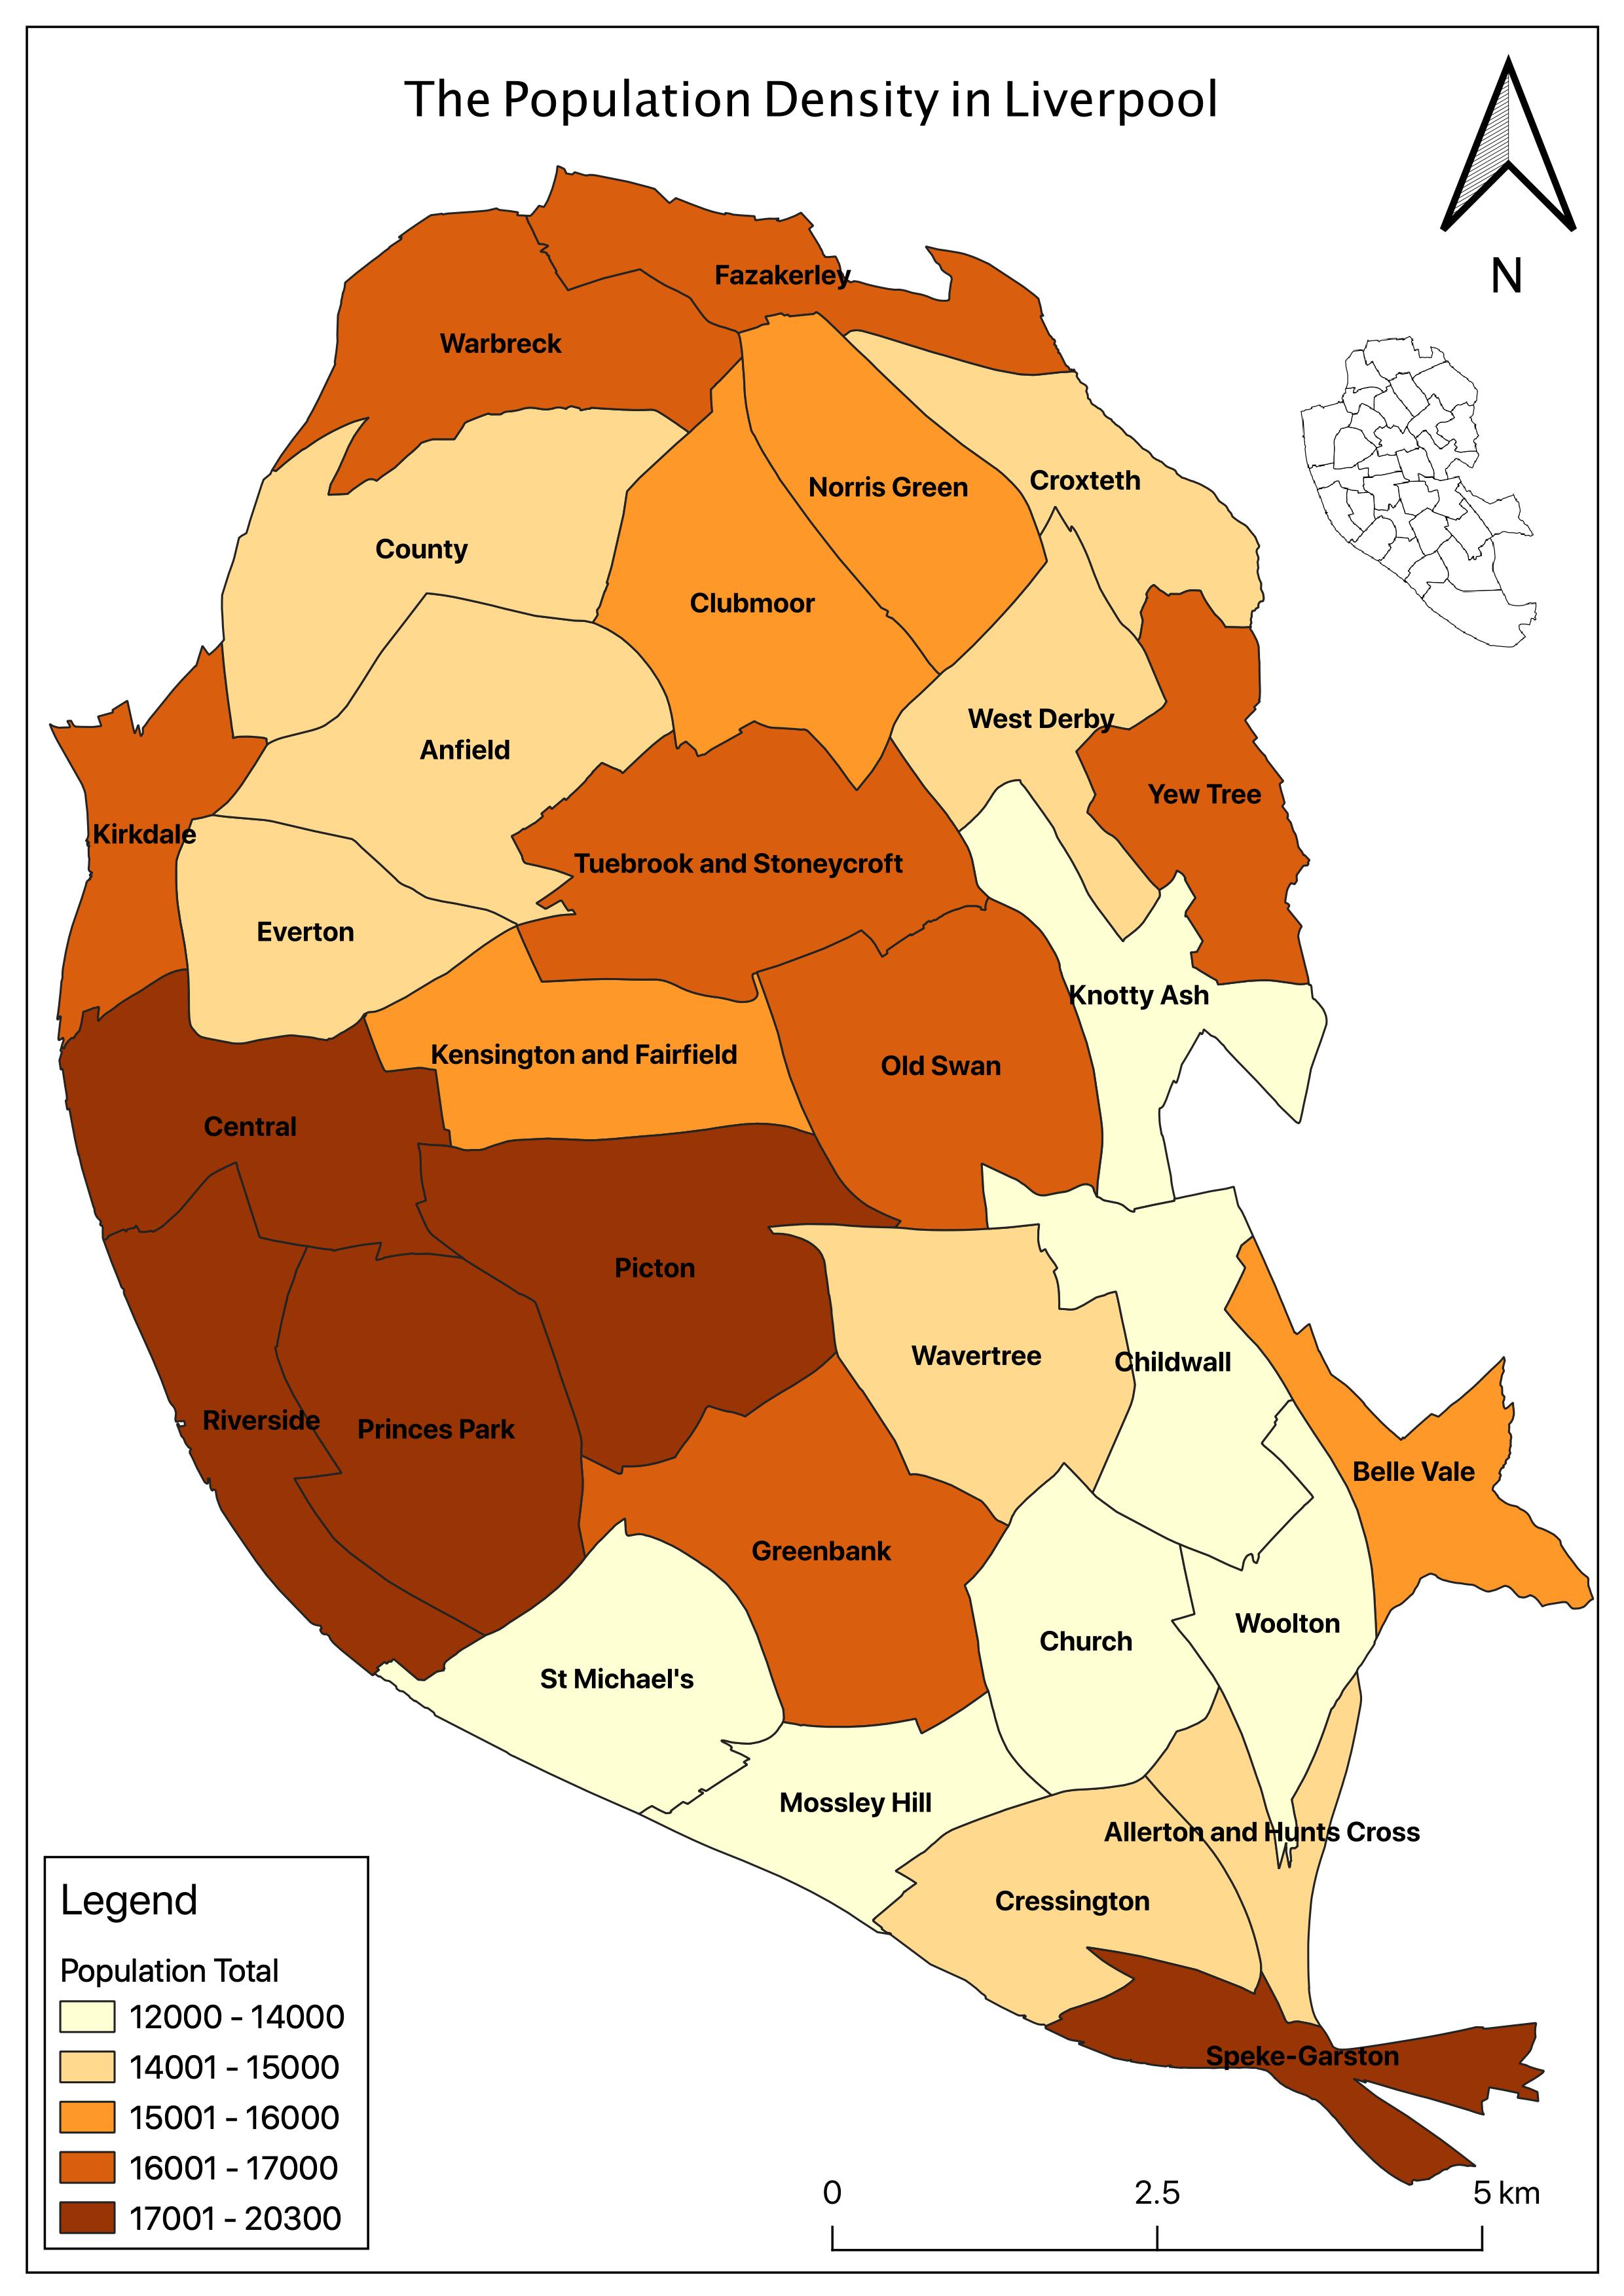 The Population Density in Liverpool
N
Fazakerley
Warbreck
Croxteth
Norris Green
County
Clubmoor
West Derby
Anfield
Yew Tree
Kirkdale
Tuebrook and Stoneycroft
Everton
Knotty Ash
Kensington and Fairfield
Old Swan
Central
Picton
Wavertree
Childwall
Riverside
Princes Park
Belle Vale
Greenbank
Woolton
Church
St Michael's
Mossley Hill
Allerton and Hunts Cross
Cressington
Speke-Garston
Legend
Population Total
12000 - 14000
14001 - 15000
15001 - 16000
16001 - 17000
17001 - 20300
0 2.5 5 km